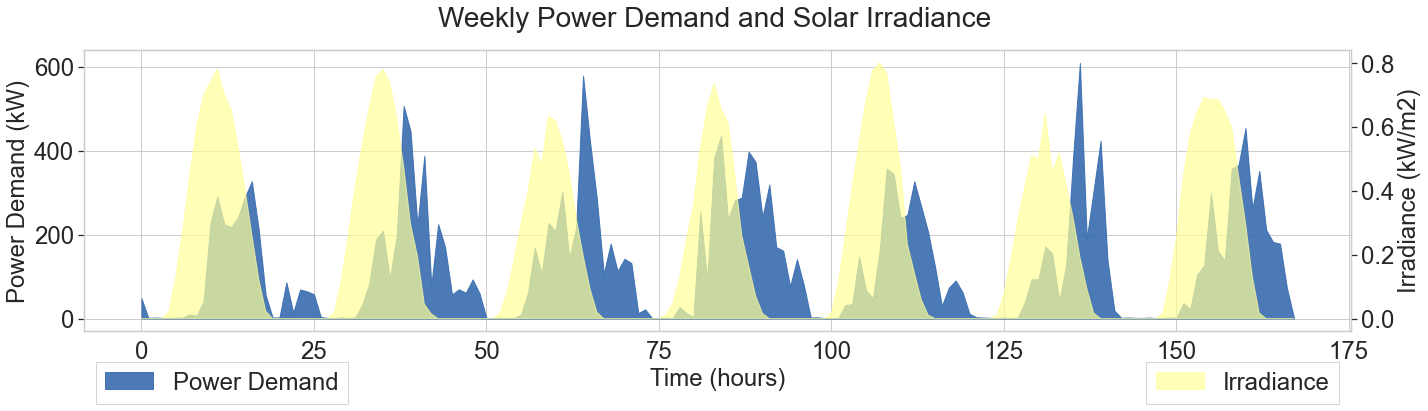 Weekly Power Demand and Solar Irradiance
Power Demand (kW)
600
400
200
0
0.8
0.6
0.4
0.2
0.0
Irradiance (kW/m2)
0 25 50 75 100 125 150 175
Time (hours)
Power Demand
Irradiance